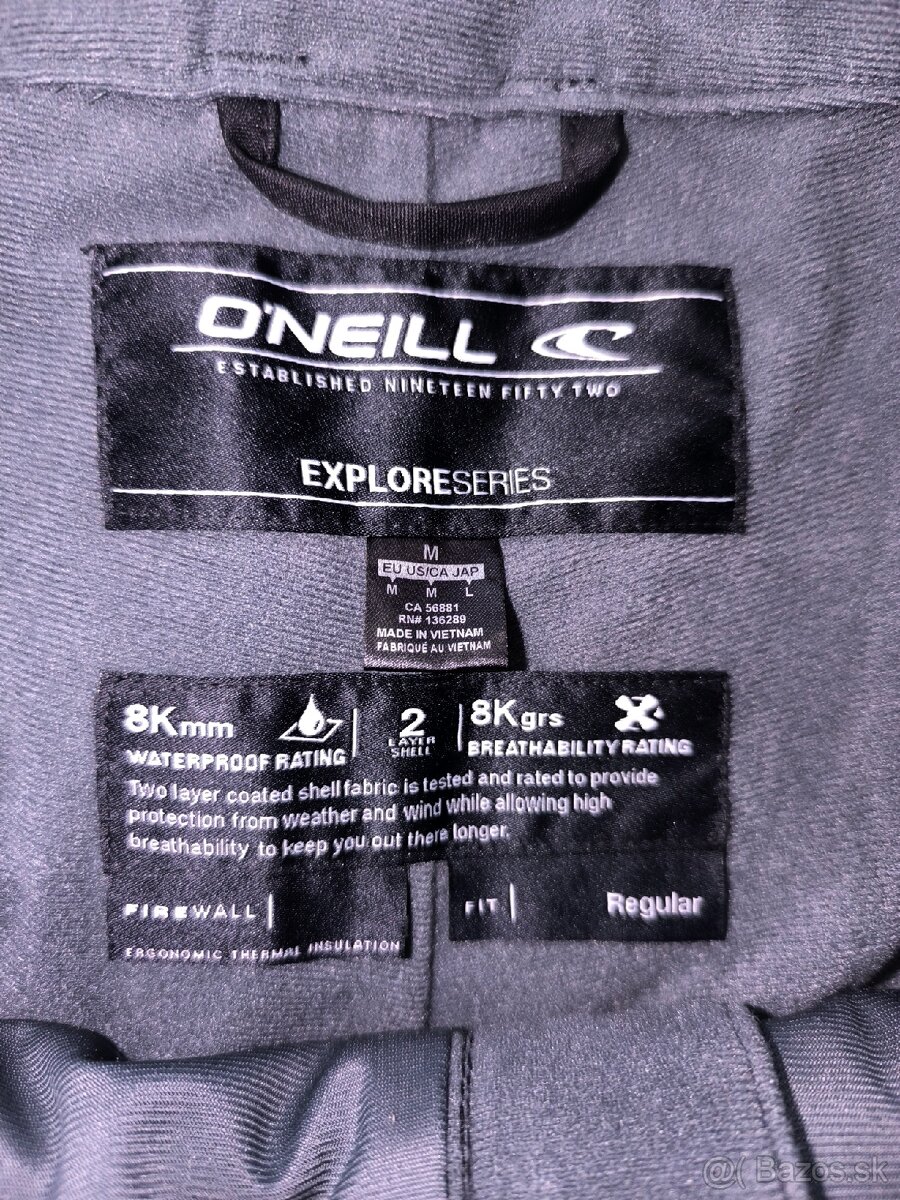 O'NEILL
ESTABLISHED NINETEEN FIFTY TWO
EXPLORESERIES
M
EU US/CA JAP
M M L
CA 56881
RN# 136289
MADE IN VIETNAM
FABRIQUÉ AU VIETNAM
8Kmm
WATERPROOF RATING
2
LAYER
SHELL
8Kgrs
BREATHABILITY RATING
Two layer coated shell fabric is tested and rated to provide
protection from weather and wind while allowing high
breathability to keep you out there longer.
FIREWALL
ERGONOMIC THERMAL INSULATION
FIT Regular
@( Bazos.sk